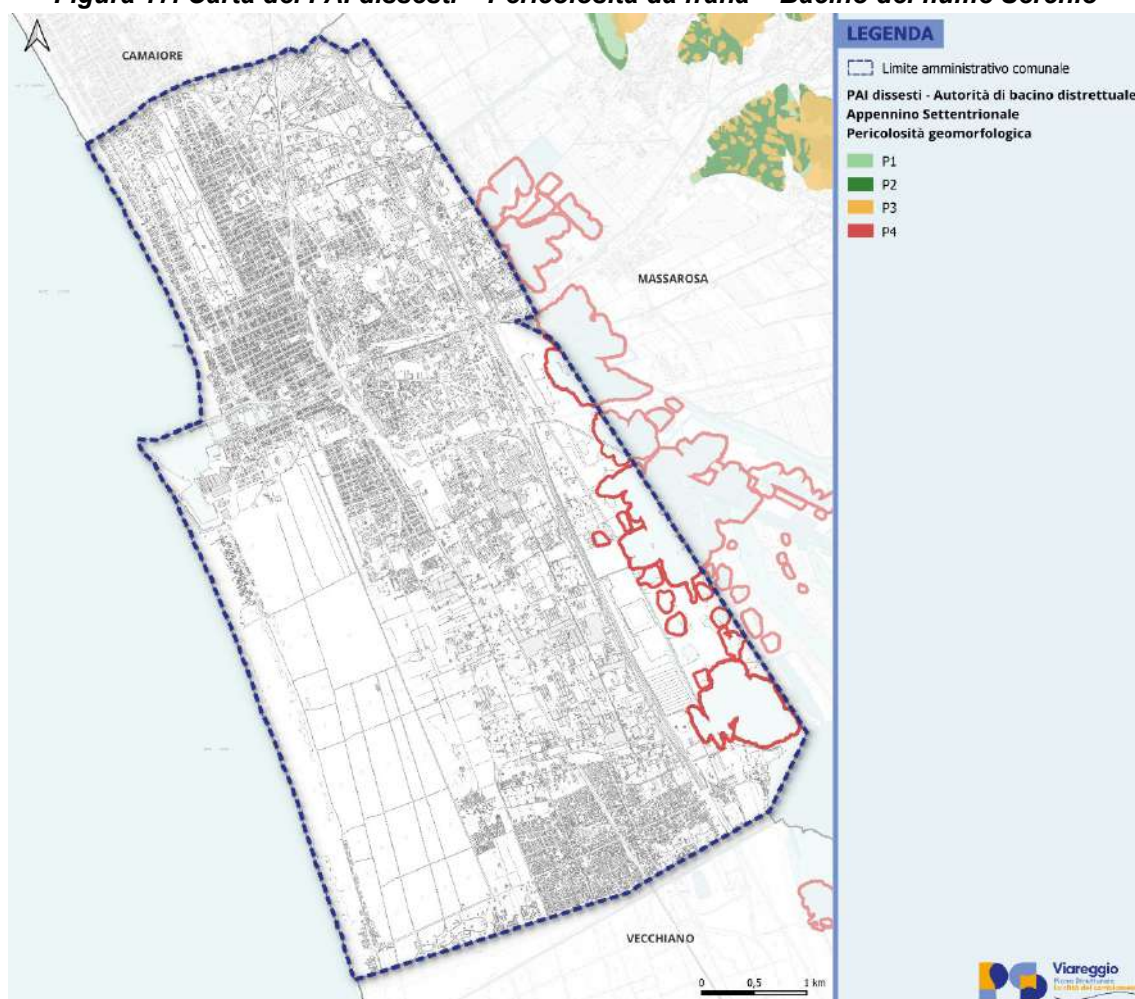 Figura 17: Carta del PAI dissesti – Pericolosità da frana – Bacino del fiume Serchio
CAMAIORE
MASSAROSA
VECCHIANO
0 0,5 1 km
LEGENDA
Limite amministrativo comunale
PAI dissesti - Autorità di bacino distrettuale
Appennino Settentrionale
Pericolosità geomorfologica
P1
P2
P3
P4
Viareggio